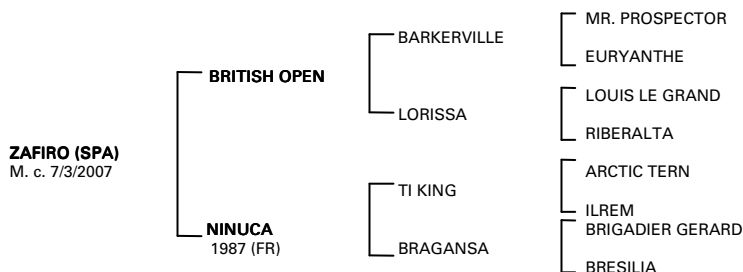 MR. PROSPECTOR
BARKERVILLE
EURYANTHE
BRITISH OPEN
LOUIS LE GRAND
LORISSA
RIBERALTA
ZAFIRO (SPA)
M. c. 7/3/2007
ARCTIC TERN
TI KING
ILREM
NINUCA
1987 (FR)
BRIGADIER GERARD
BRAGANSA
BRESILIA